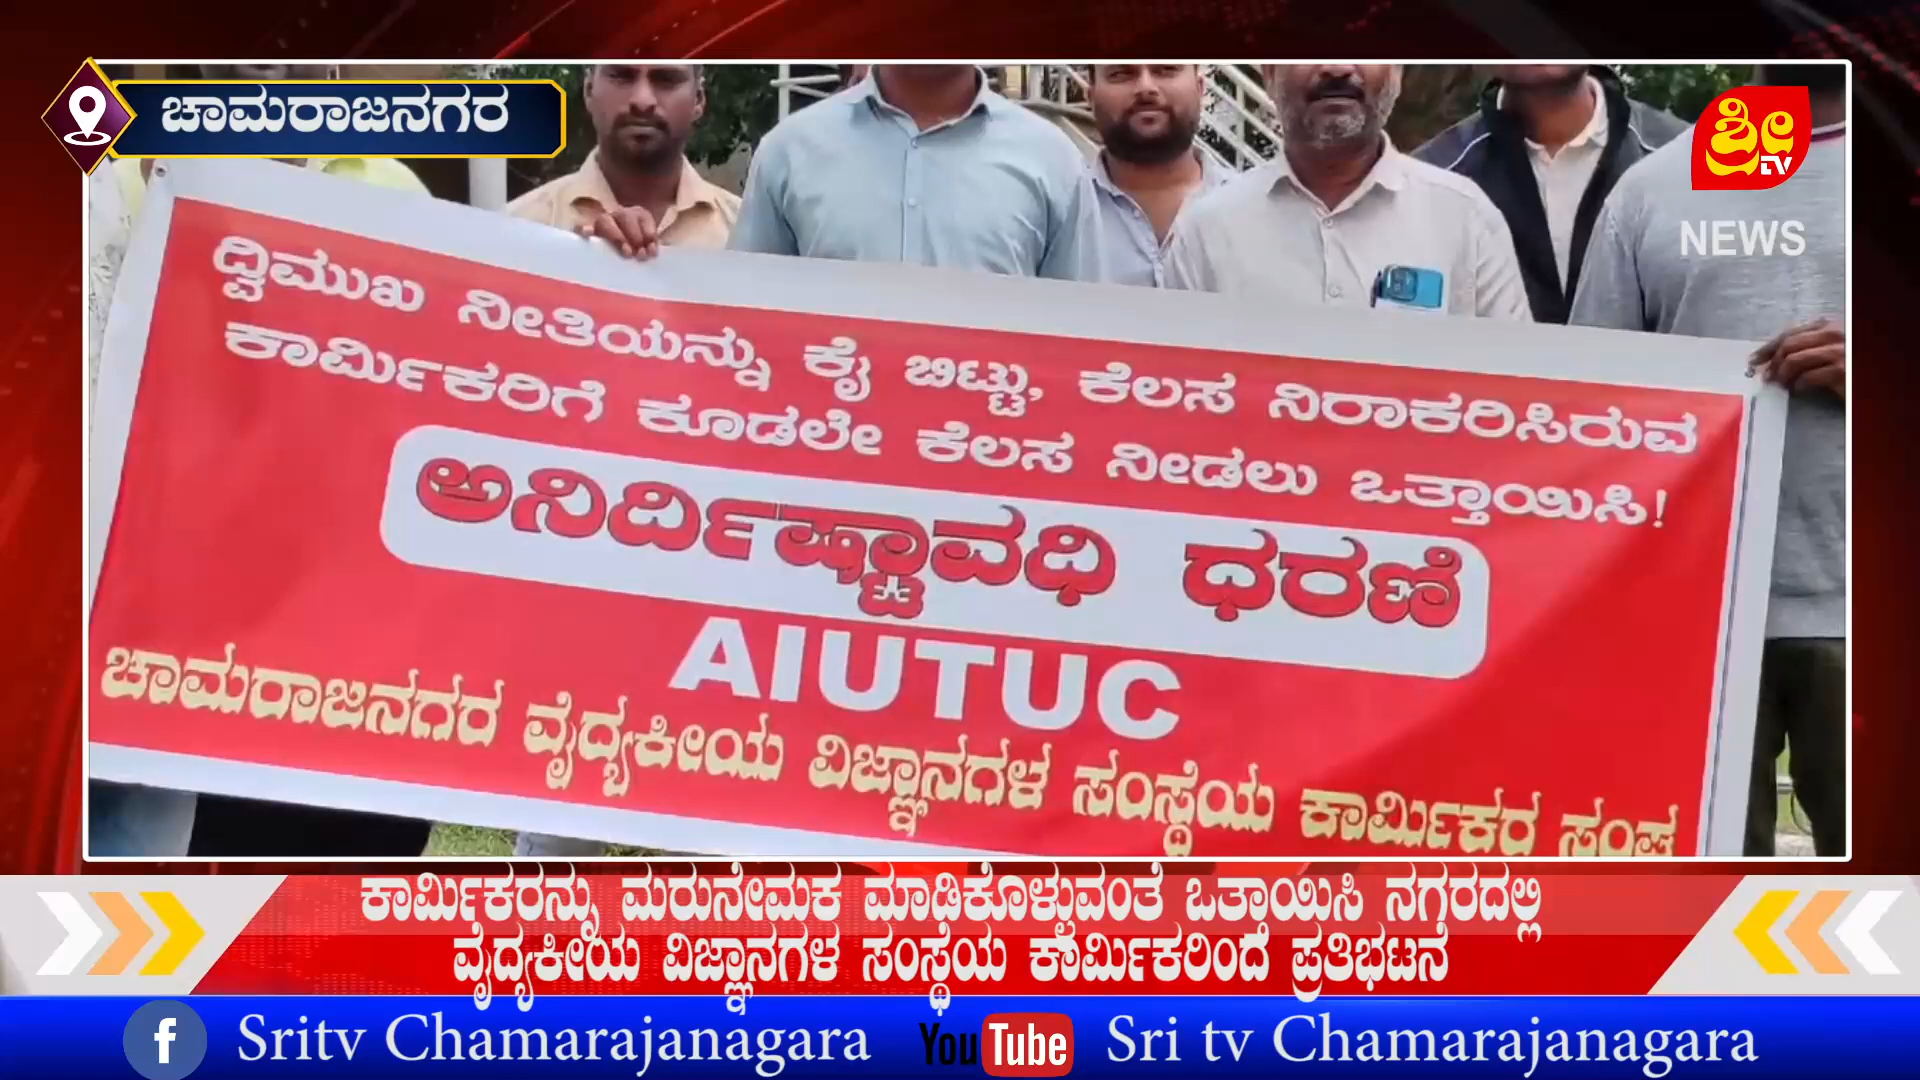 ಚಾಮರಾಜನಗರ
ಶ್ರೀ
TV
NEWS
ದ್ವಿಮುಖ ನೀತಿಯನ್ನು ಕೈ ಬಿಟ್ಟು, ಕೆಲಸ ನಿರಾಕರಿಸಿರುವ
ಕಾರ್ಮಿಕರಿಗೆ ಕೂಡಲೇ ಕೆಲಸ ನೀಡಲು ಒತ್ತಾಯಿಸಿ!
ಅನಿರ್ದಿಷ್ಟಾವಧಿ ಧರಣಿ
AIUTUC
ಚಾಮರಾಜನಗರ ವೈದ್ಯಕೀಯ ವಿಜ್ಞಾನಗಳ ಸಂಸ್ಥೆಯ ಕಾರ್ಮಿಕರ ಸಂಘ
ಕಾರ್ಮಿಕರನ್ನು ಮರುನೇಮಕ ಮಾಡಿಕೊಳ್ಳುವಂತೆ ಒತ್ತಾಯಿಸಿ ನಗರದಲ್ಲಿ
ವೈದ್ಯಕೀಯ ವಿಜ್ಞಾನಗಳ ಸಂಸ್ಥೆಯ ಕಾರ್ಮಿಕರಿಂದ ಪ್ರತಿಭಟನೆ
f Sritv Chamarajanagara YouTube Sri tv Chamarajanagara